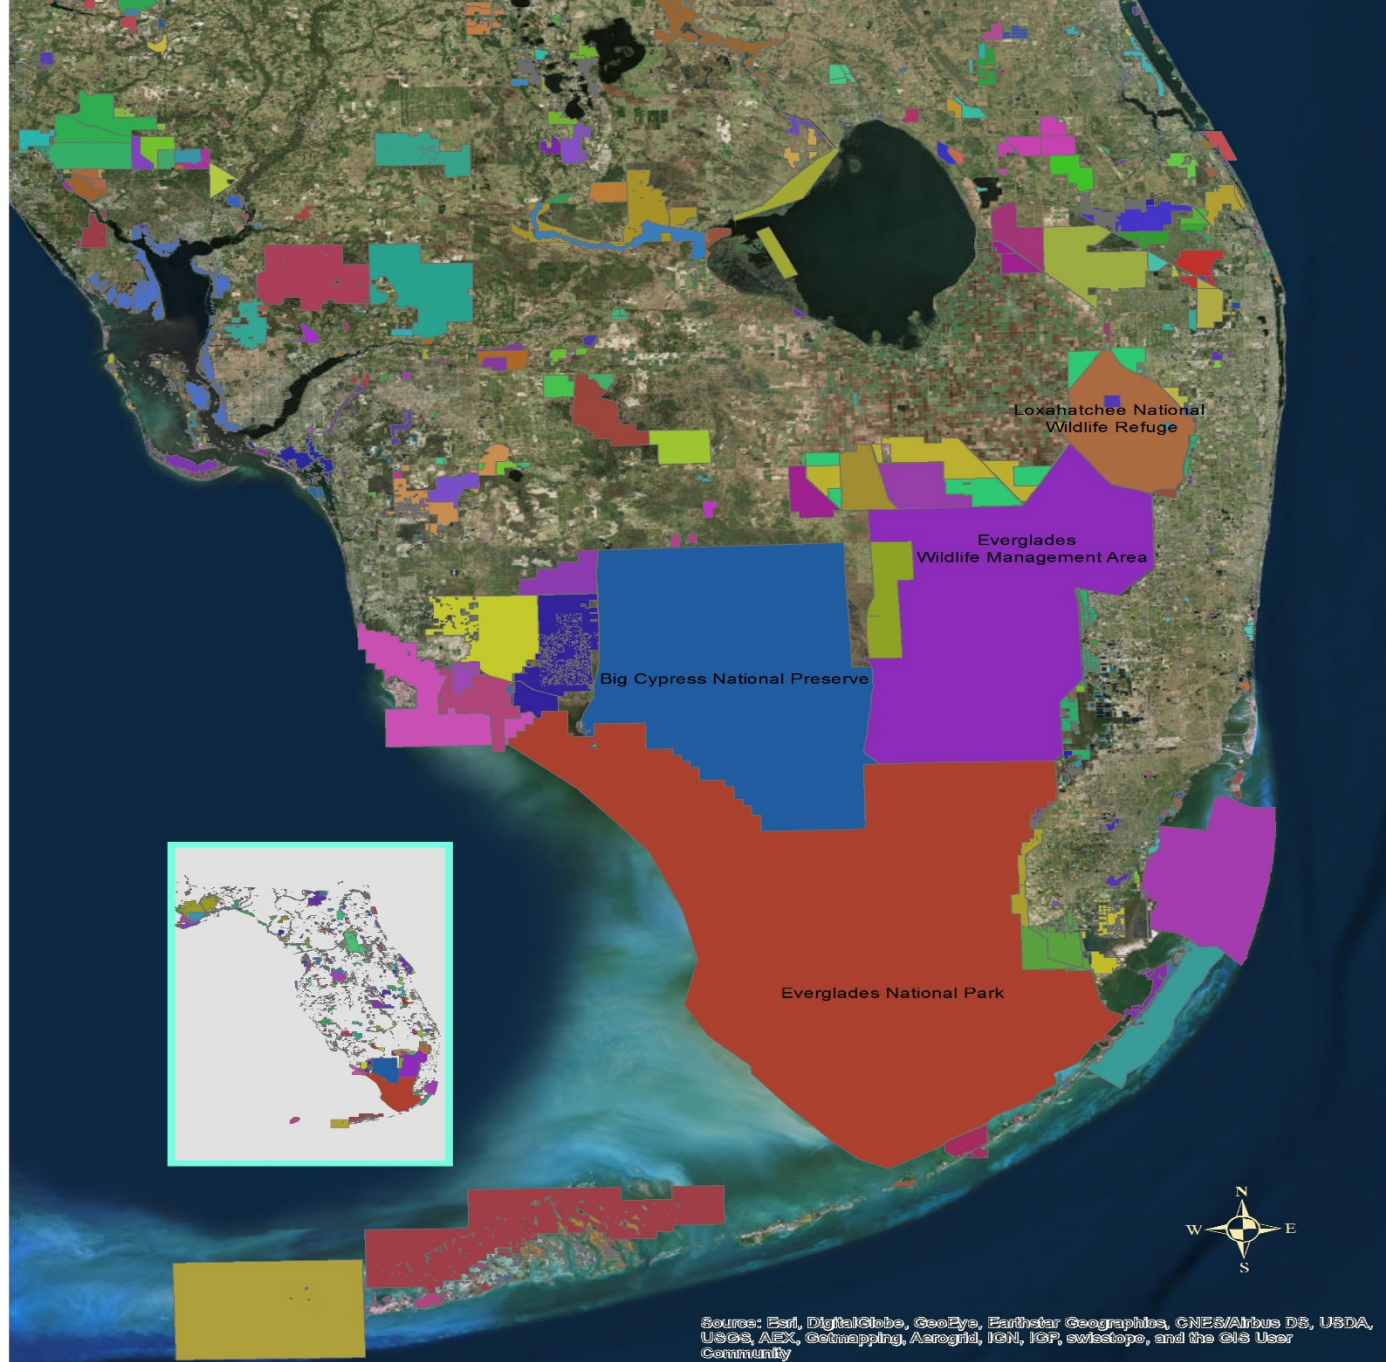 Loxahatchee National
Wildlife Refuge
Everglades
Wildlife Management Area
Big Cypress National Preserve
Everglades National Park
N
W E
S
Source: Esri, DigitalGlobe, GeoEye, Earthstar Geographics, CNES/Airbus DS, USDA,
USGS, AEX, Getmapping, Aerogrid, IGN, IGP, swisstopo, and the GIS User
Community